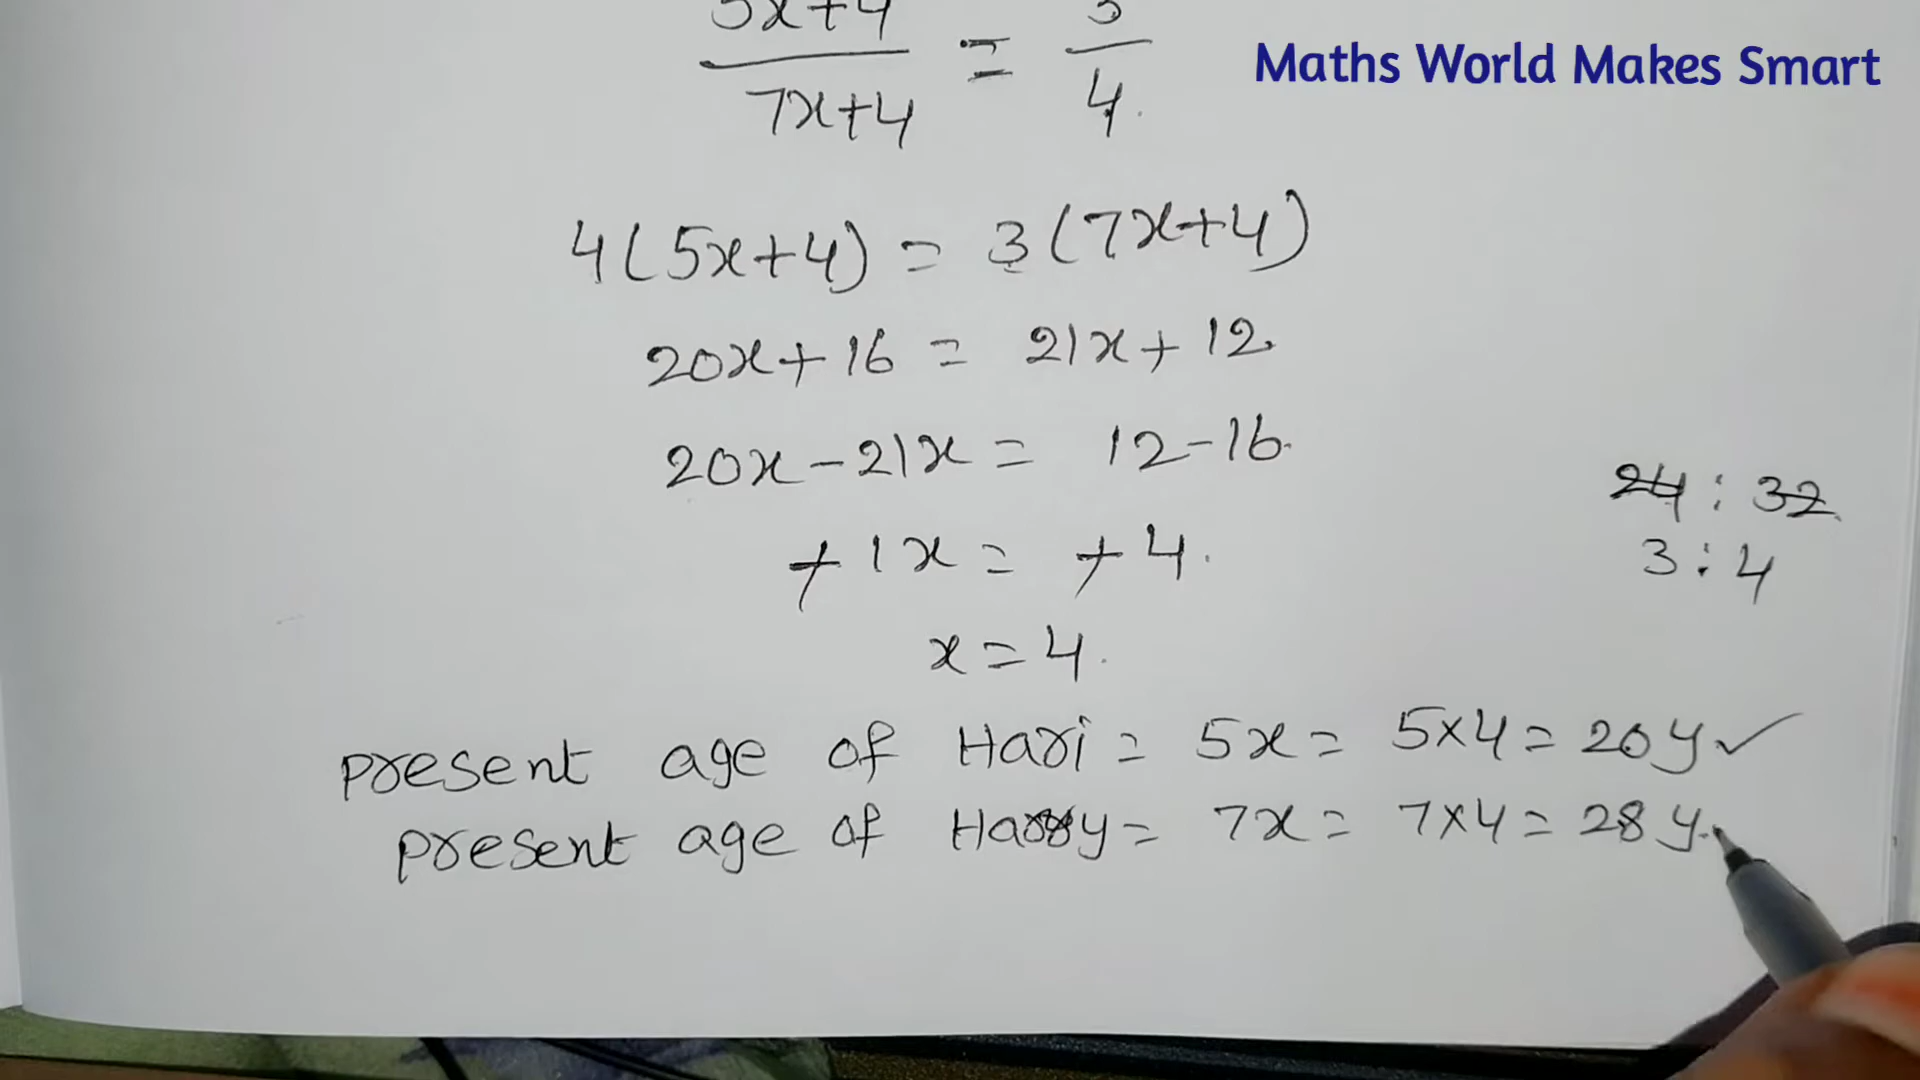 Maths World Makes Smart
5x+4 / 7x+4 = 3 / 4.
4(5x+4) = 3(7x+4)
20x+16 = 21x+12.
20x-21x = 12-16.
+1x = +4.
x=4.
24 : 32.
3 : 4
present age of Hari = 5x = 5x4 = 20y✓
present age of Harry = 7x = 7x4 = 28y.